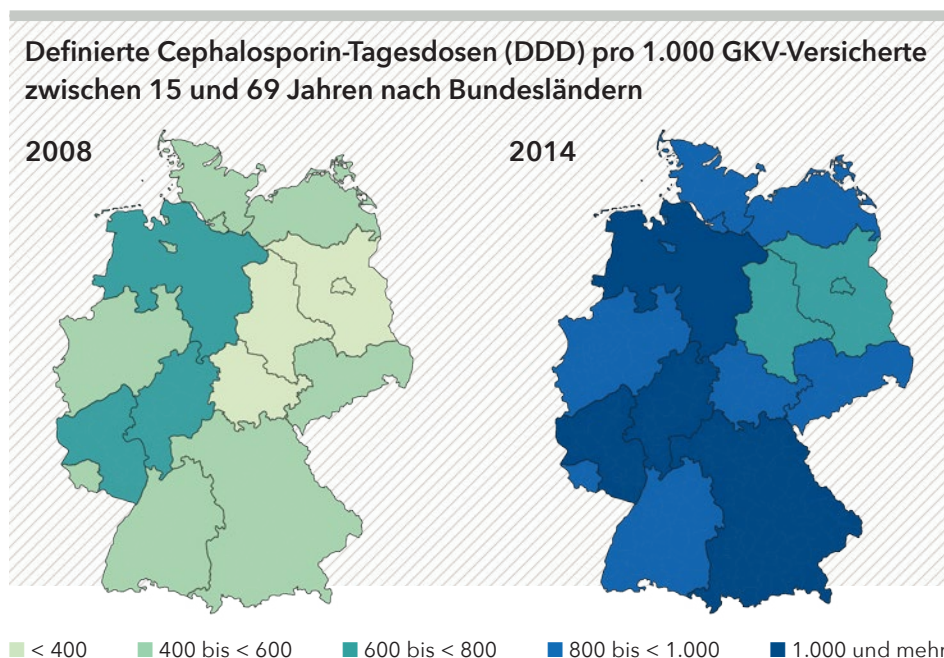 Definierte Cephalosporin-Tagesdosen (DDD) pro 1.000 GKV-Versicherte
zwischen 15 und 69 Jahren nach Bundesländern
2008
2014
< 400
400 bis < 600
600 bis < 800
800 bis < 1.000
1.000 und mehr